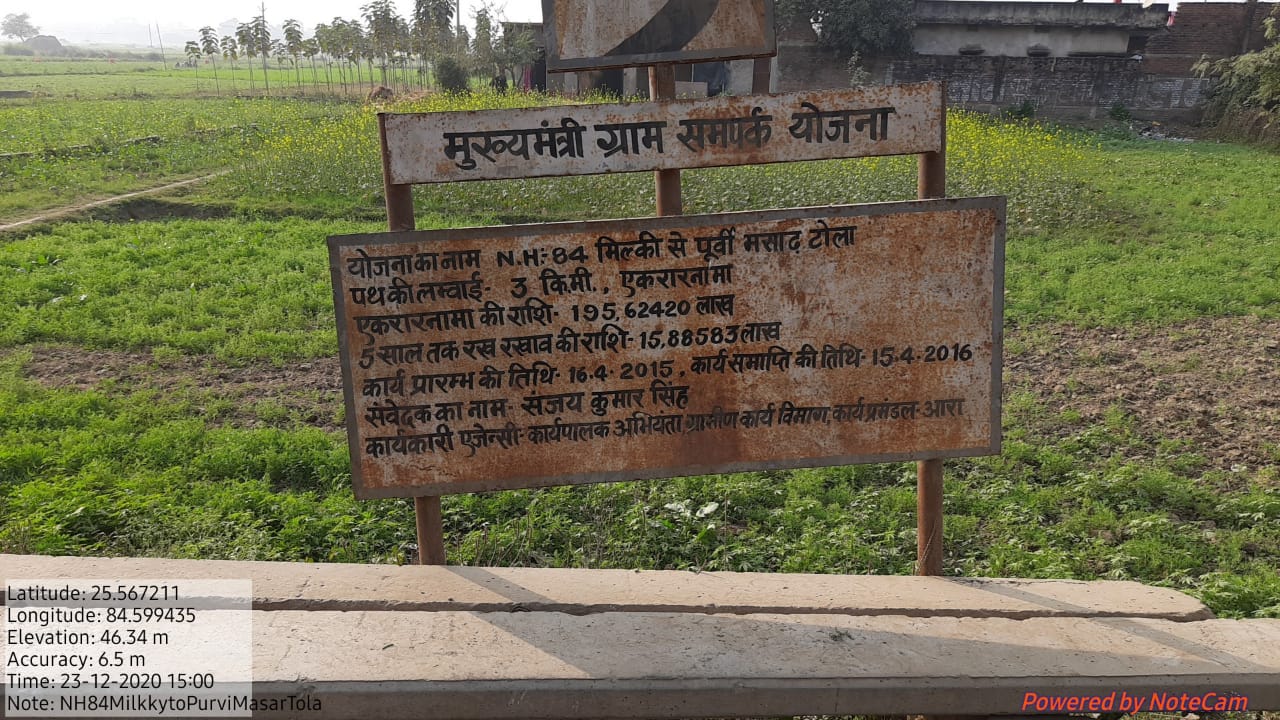 मुख्यमंत्री ग्राम सम्पर्क योजना
योजना का नाम N.H:-84 मिल्की से पूर्वी मसाढ़ टोला
पथ की लम्बाई- 3 किमी., एकरारनामा
एकरारनामा की राशि- 195,62420 लाख
5 साल तक रख रखाव की राशि- 15,88583 लाख
कार्य प्रारम्भ की तिथि- 16.4.2015, कार्य समाप्ति की तिथि- 15.4.2016
संवेदक का नाम- संजय कुमार सिंह
कार्यकारी एजेन्सी- कार्यपालक अभियंता, ग्रामीण कार्य विभाग, कार्य प्रमंडल- आरा
Latitude: 25.567211
Longitude: 84.599435
Elevation: 46.34 m
Accuracy: 6.5 m
Time: 23-12-2020 15:00
Note: NH84MilkkytoPurviMasarTola
Powered by NoteCam